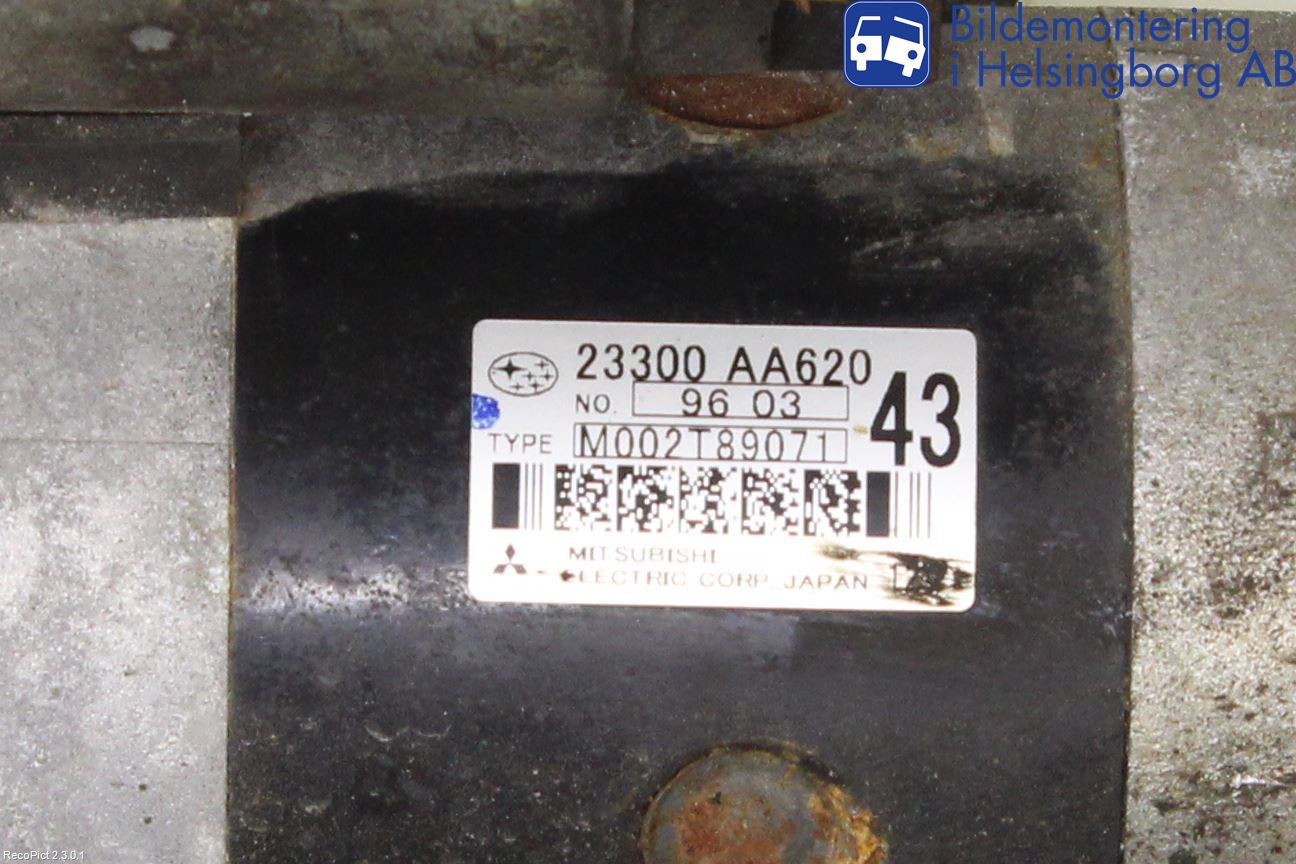 Bildemontering
i Helsingborg AB
23300 AA620
43
NO. 96 03
TYPE M002T89071
MITSUBISHI
ELECTRIC CORP. JAPAN
RecoPict 2.3.0.1